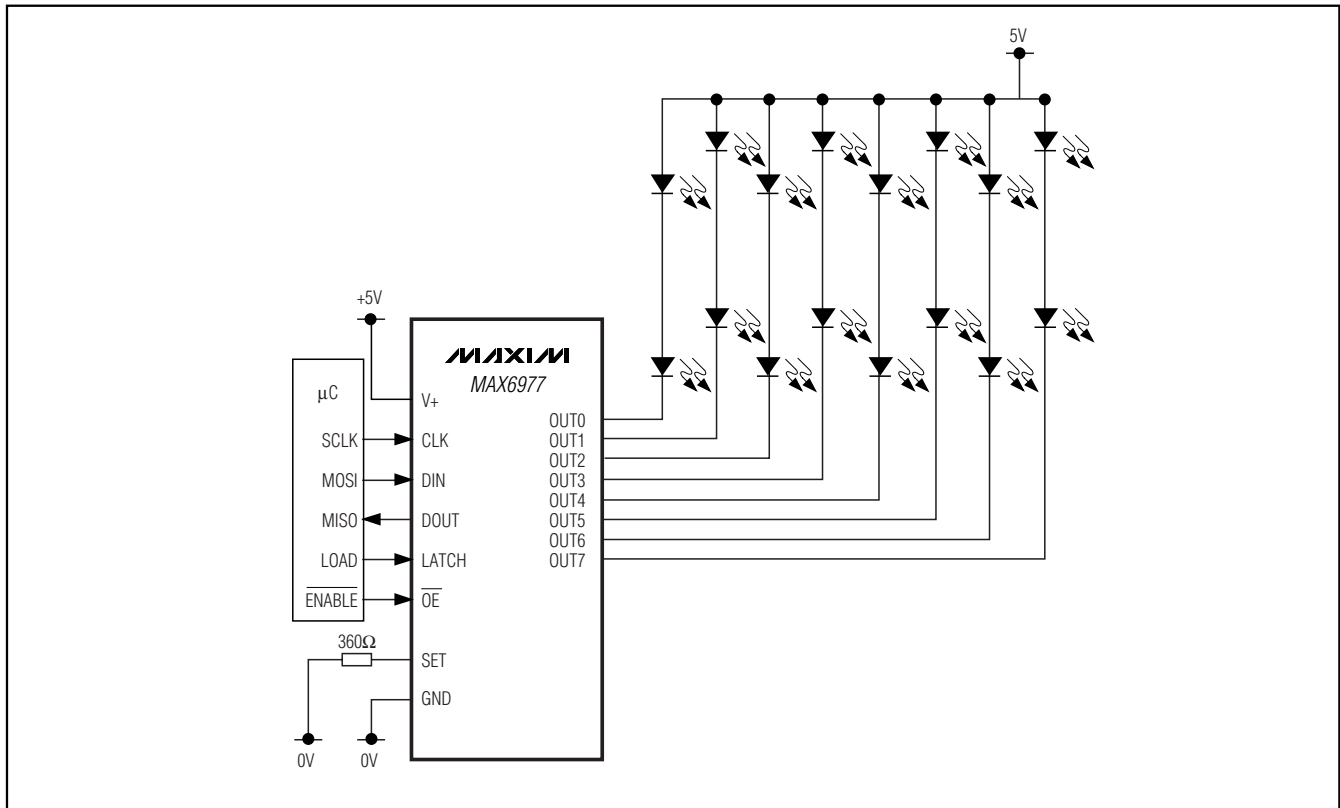 5V
+5V
MAXIM
MAX6977
µC
V+
OUT0
SCLK
CLK
OUT1
OUT2
MOSI
DIN
OUT3
OUT4
MISO
DOUT
OUT5
OUT6
LOAD
LATCH
OUT7
ENABLE
OE
360Ω
SET
GND
0V
0V